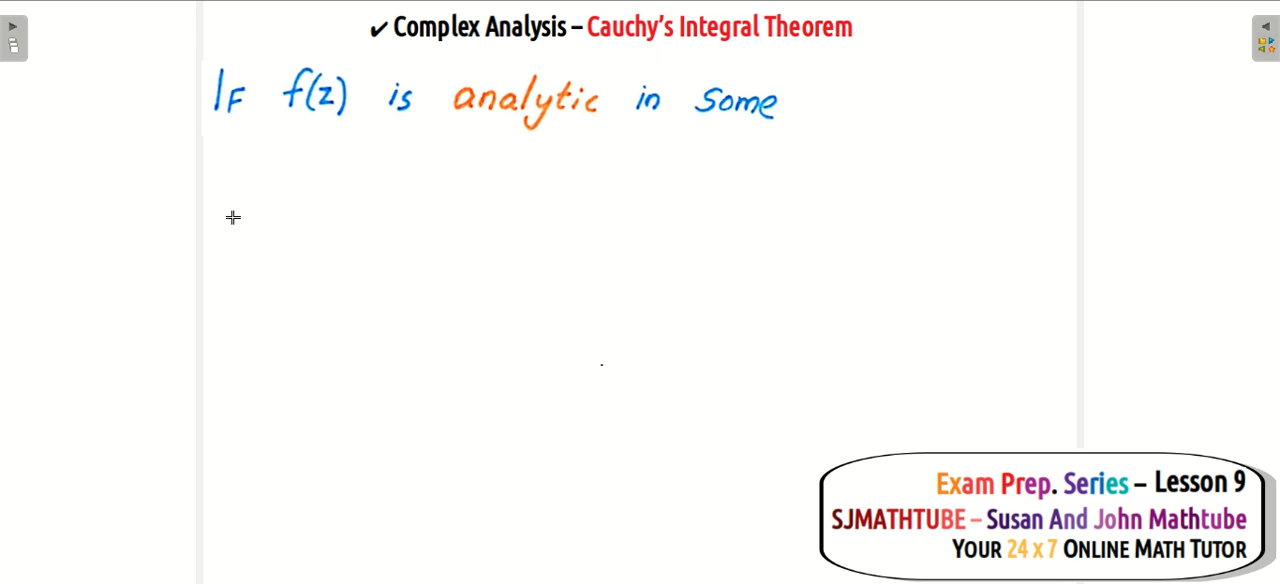 ✔ Complex Analysis – Cauchy's Integral Theorem
IF f(z) is analytic in some
Exam Prep. Series – Lesson 9
SJMATHTUBE – Susan And John Mathtube
YOUR 24 x 7 ONLINE MATH TUTOR